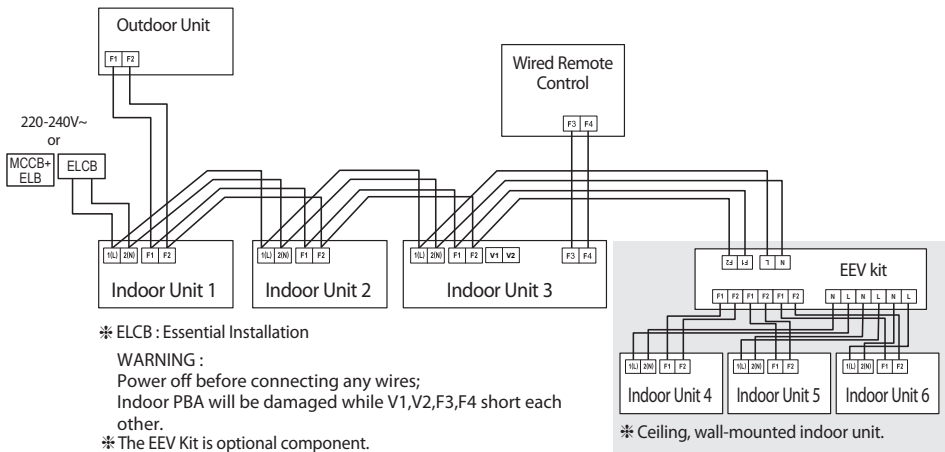 Outdoor Unit
F1 F2
Wired Remote
Control
F3 F4
220-240V~
or
MCCB+
ELB
ELCB
1(L) 2(N) F1 F2
Indoor Unit 1
1(L) 2(N) F1 F2
Indoor Unit 2
1(L) 2(N) F1 F2 V1 V2 F3 F4
Indoor Unit 3
F2 F1 L N
EEV kit
F1 F2 F1 F2 F1 F2 N L N L N L
1(L) 2(N) F1 F2
Indoor Unit 4
1(L) 2(N) F1 F2
Indoor Unit 5
1(L) 2(N) F1 F2
Indoor Unit 6
❈ Ceiling, wall-mounted indoor unit.
❈ ELCB : Essential Installation
WARNING :
Power off before connecting any wires;
Indoor PBA will be damaged while V1,V2,F3,F4 short each
other.
❈ The EEV Kit is optional component.